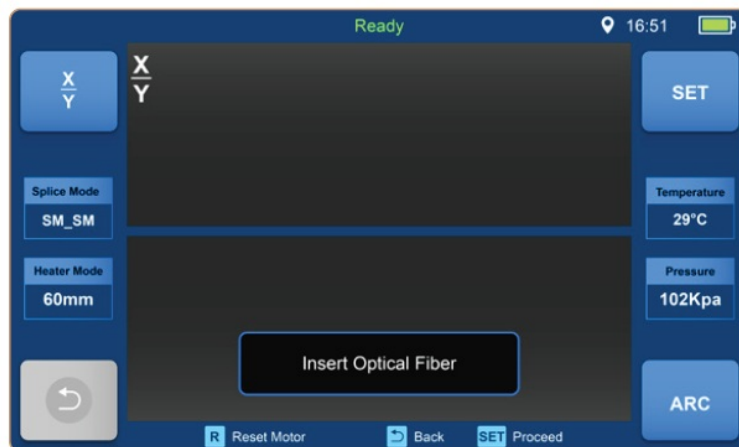 Ready
16:51
X
Y
X
Y
SET
Splice Mode
SM_SM
Temperature
29°C
Heater Mode
60mm
Pressure
102Kpa
Insert Optical Fiber
ARC
R Reset Motor
Back
SET Proceed